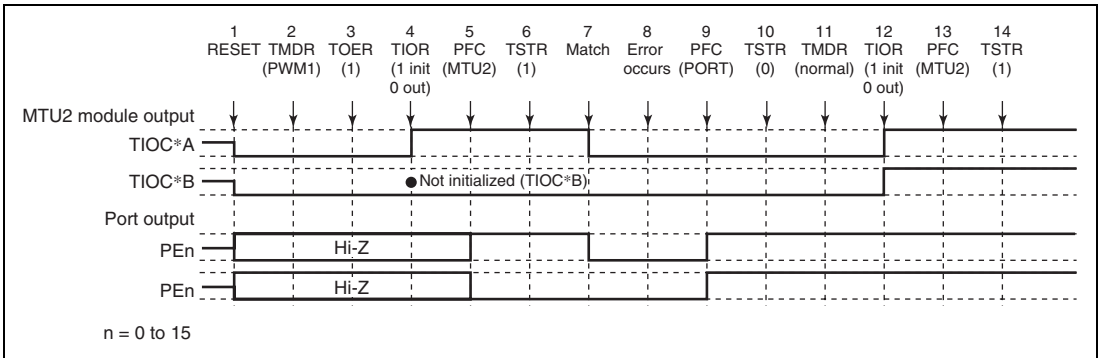 1 2 3 4 5 6 7 8 9 10 11 12 13 14
RESET TMDR TOER TIOR PFC TSTR Match Error PFC TSTR TMDR TIOR PFC TSTR
(PWM1) (1) (1 init (MTU2) (1) occurs (PORT) (0) (normal) (1 init (MTU2) (1)
0 out) 0 out)
MTU2 module output
TIOC*A
TIOC*B
Not initialized (TIOC*B)
Port output
PEn
Hi-Z
PEn
Hi-Z
n = 0 to 15